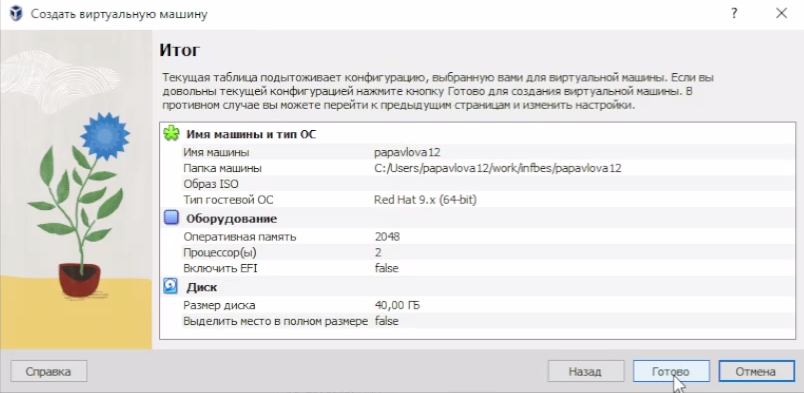 Создать виртуальную машину
?
Итог
Текущая таблица подытоживает конфигурацию, выбранную вами для виртуальной машины. Если вы
довольны текущей конфигурацией нажмите кнопку Готово для создания виртуальной машины. В
противном случае вы можете перейти к предыдущим страницам и изменить настройки.
Имя машины и тип ОС
Имя машины papavlova12
Папка машины C:/Users/papavlova12/work/infbes/papavlova12
Образ ISO
Тип гостевой ОС Red Hat 9.x (64-bit)
Оборудование
Оперативная память 2048
Процессор(ы) 2
Включить EFI false
Диск
Размер диска 40,00 ГБ
Выделить место в полном размере false
Справка Назад Готово Отмена